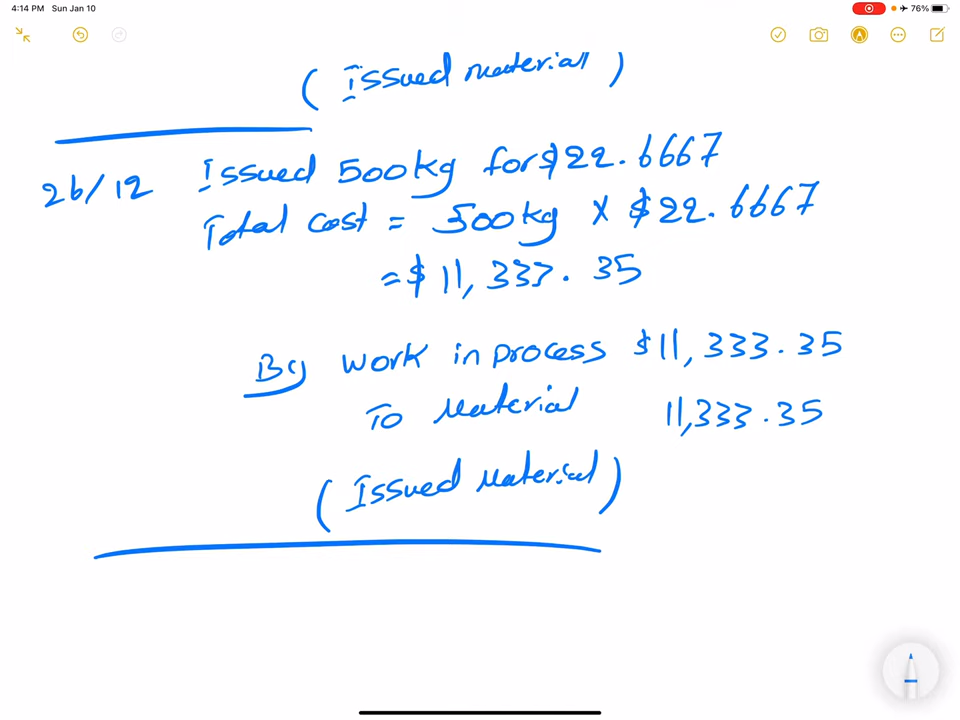 4:14 PM Sun Jan 10
76%
( Issued material )
26/12 Issued 500kg for $22.6667
Total cost = 500kg X $22.6667
= $ 11,333.35
By work in process $11,333.35
To Material 11,333.35
( Issued Material )